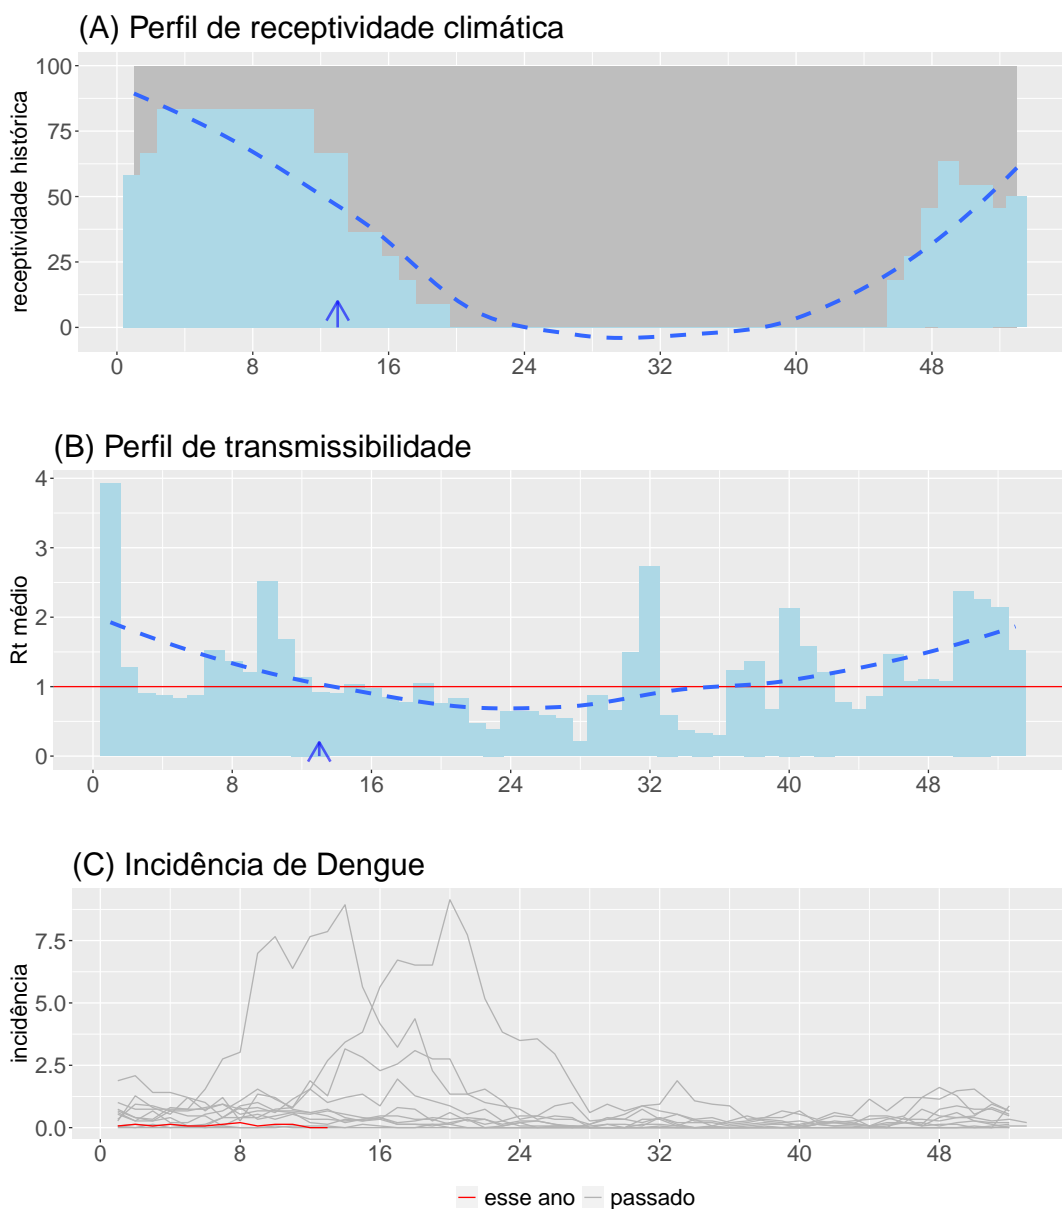 (A) Perfil de receptividade climática
receptividade histórica
100
75
50
25
0
0 8 16 24 32 40 48
(B) Perfil de transmissibilidade
Rt médio
4
3
2
1
0
0 8 16 24 32 40 48
(C) Incidência de Dengue
incidência
7.5
5.0
2.5
0.0
0 8 16 24 32 40 48
esse ano passado